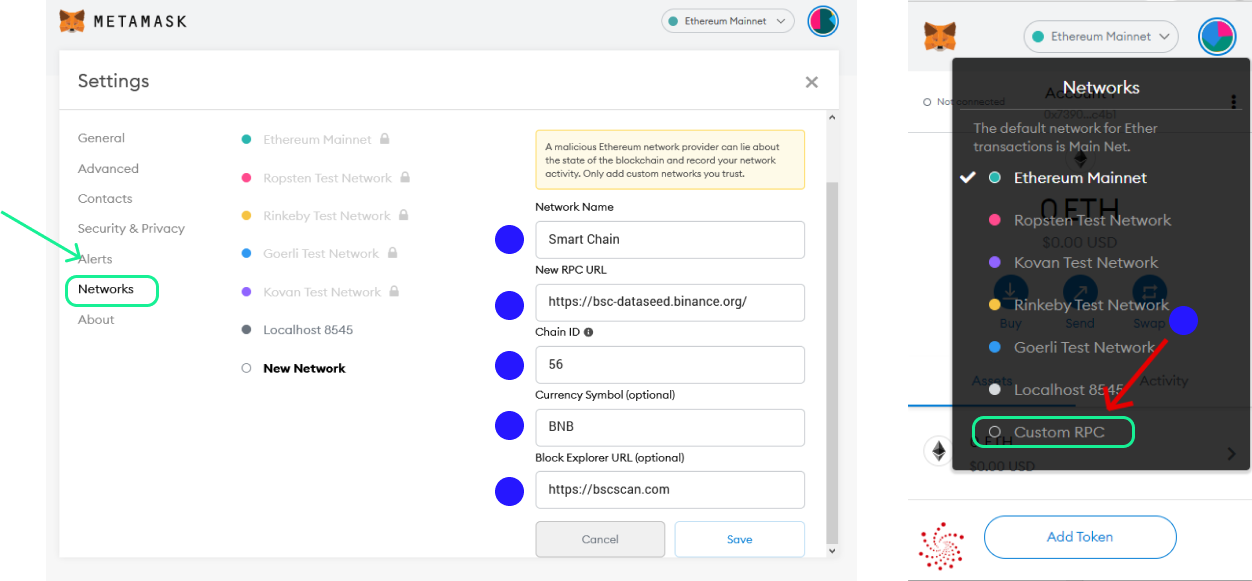 METAMASK
Ethereum Mainnet
Settings
General
Advanced
Contacts
Security & Privacy
Alerts
Networks
About
Ethereum Mainnet
Ropsten Test Network
Rinkeby Test Network
Goerli Test Network
Kovan Test Network
Localhost 8545
New Network
A malicious Ethereum network provider can lie about
the state of the blockchain and record your network
activity. Only add custom networks you trust.
Network Name
Smart Chain
New RPC URL
https://bsc-dataseed.binance.org/
Chain ID
56
Currency Symbol (optional)
BNB
Block Explorer URL (optional)
https://bscscan.com
Cancel
Save
Ethereum Mainnet
Networks
Not connected
Account
The default network for Ether
transactions is Main Net.
Ethereum Mainnet
0 ETH
Ropsten Test Network
$0.00 USD
Kovan Test Network
Rinkeby Test Network
Buy
Send
Swap
Goerli Test Network
Assets
Activity
Localhost 8545
Custom RPC
0 ETH
$0.00 USD
Add Token